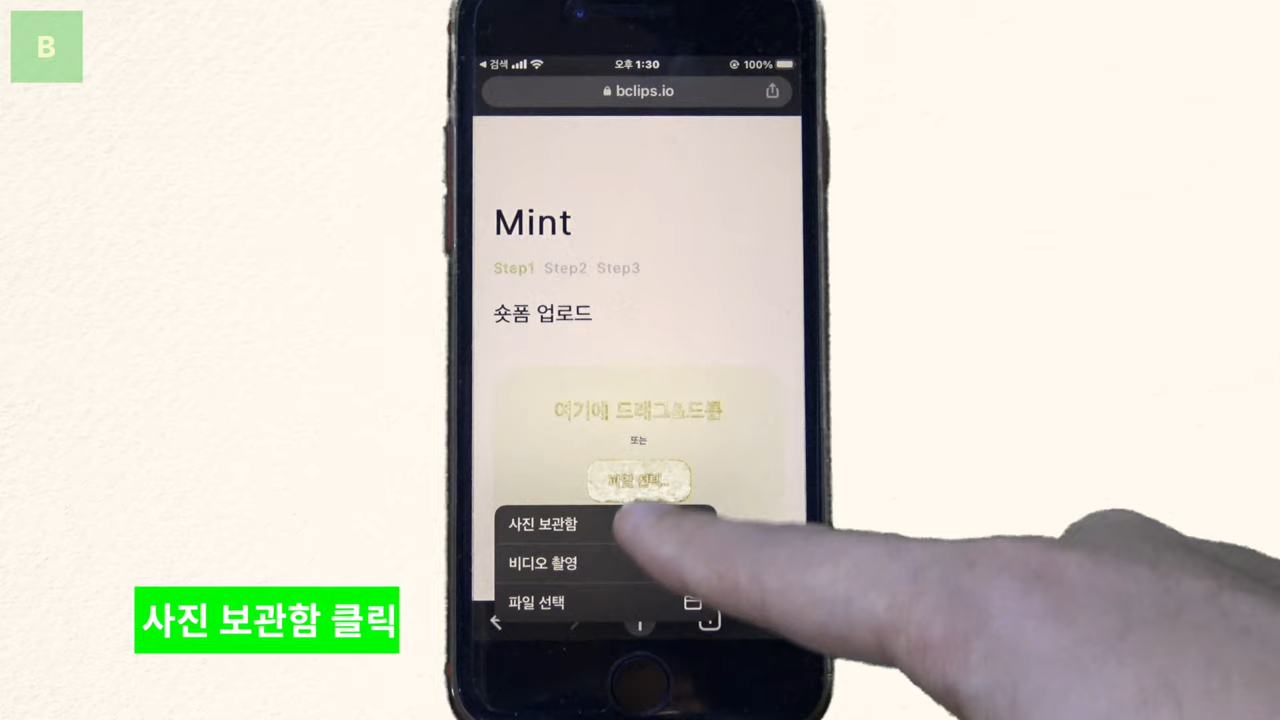 B
검색
오후 1:30
100%
bclips.io
Mint
Step1 Step2 Step3
숏폼 업로드
여기에 드래그&드롭
또는
파일 선택..
사진 보관함
비디오 촬영
파일 선택
사진 보관함 클릭